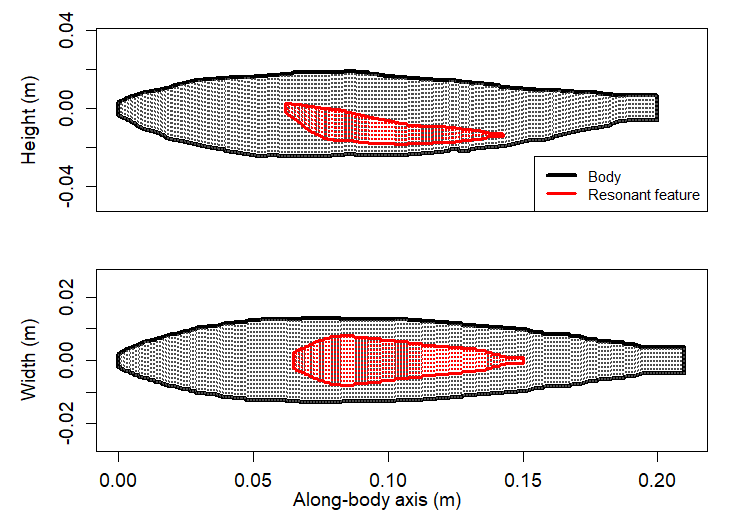 Height (m)
0.04
0.00
-0.04
Body
Resonant feature
Width (m)
0.02
0.00
-0.02
0.00 0.05 0.10 0.15 0.20
Along-body axis (m)